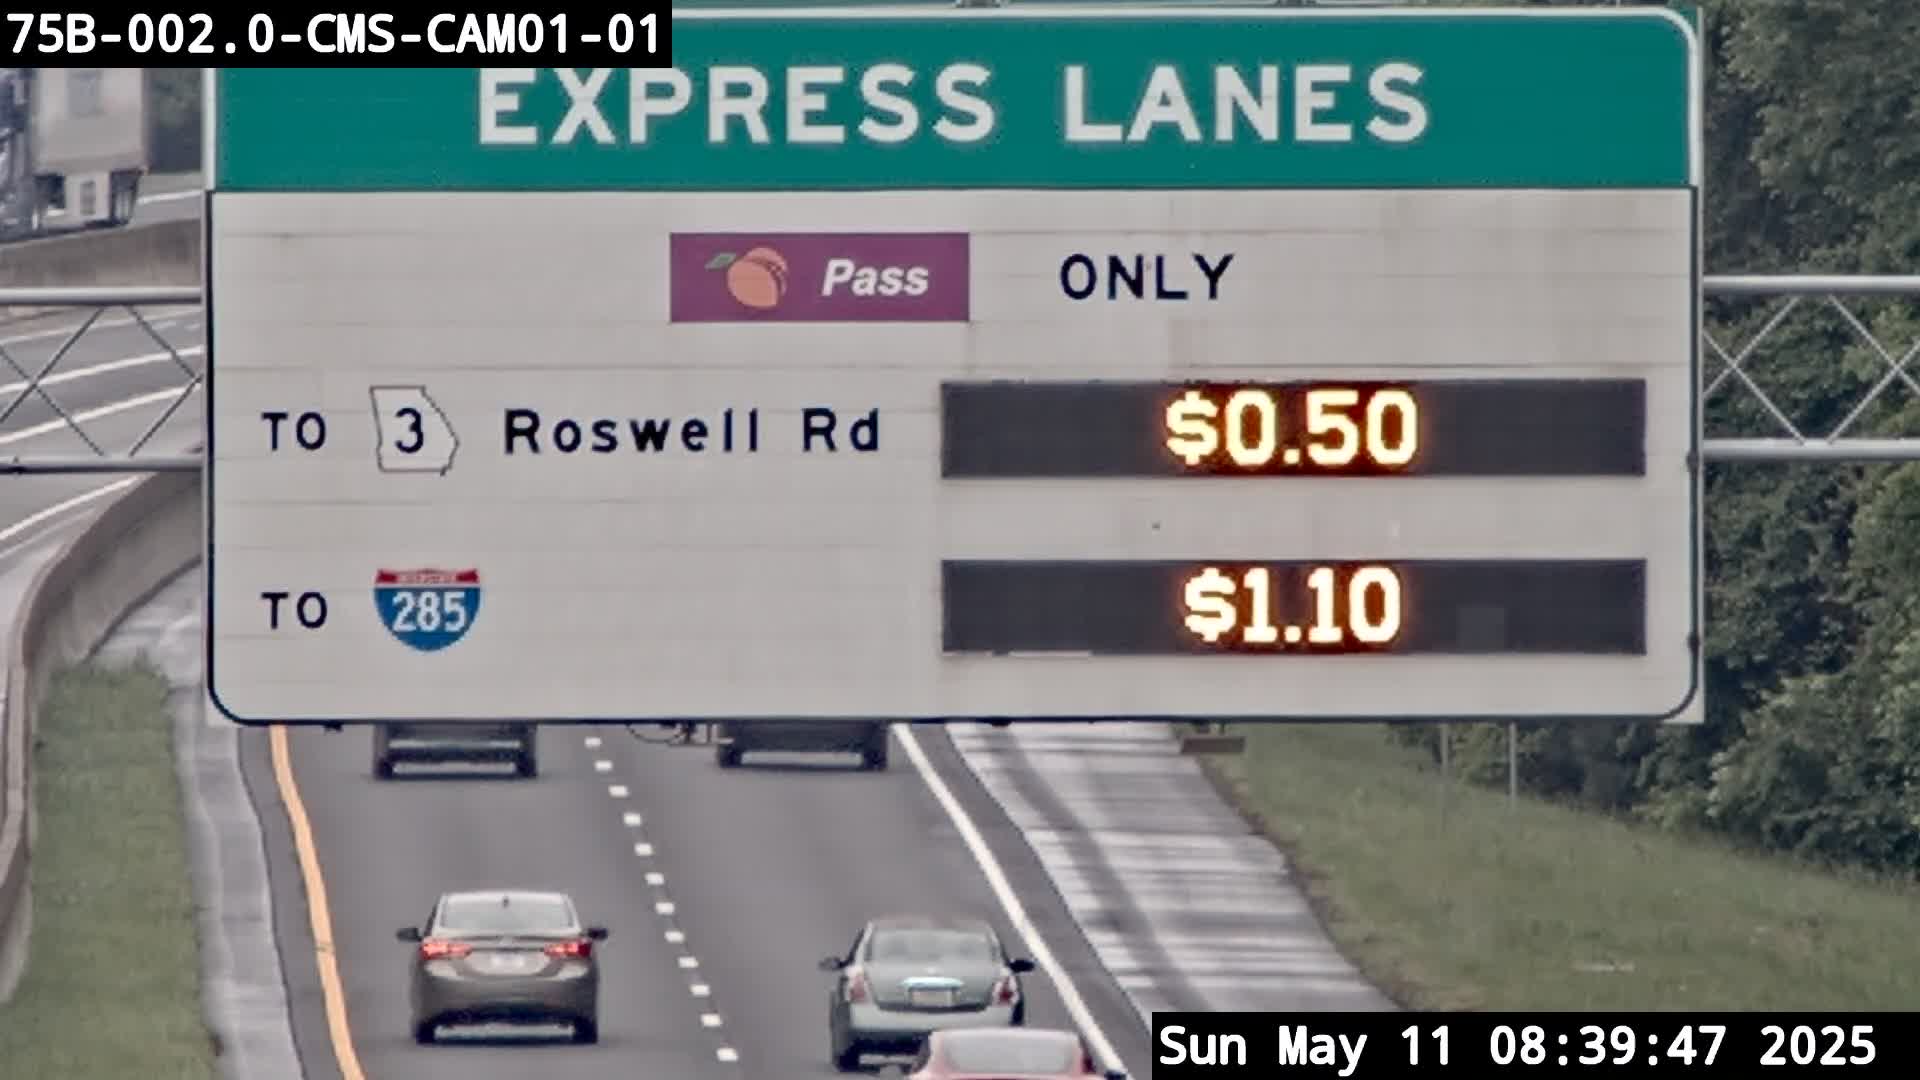 75B-002.0-CMS-CAM01-01
EXPRESS LANES
Pass ONLY
TO 3 Roswell Rd $0.50
TO 285 $1.10
Sun May 11 08:39:47 2025